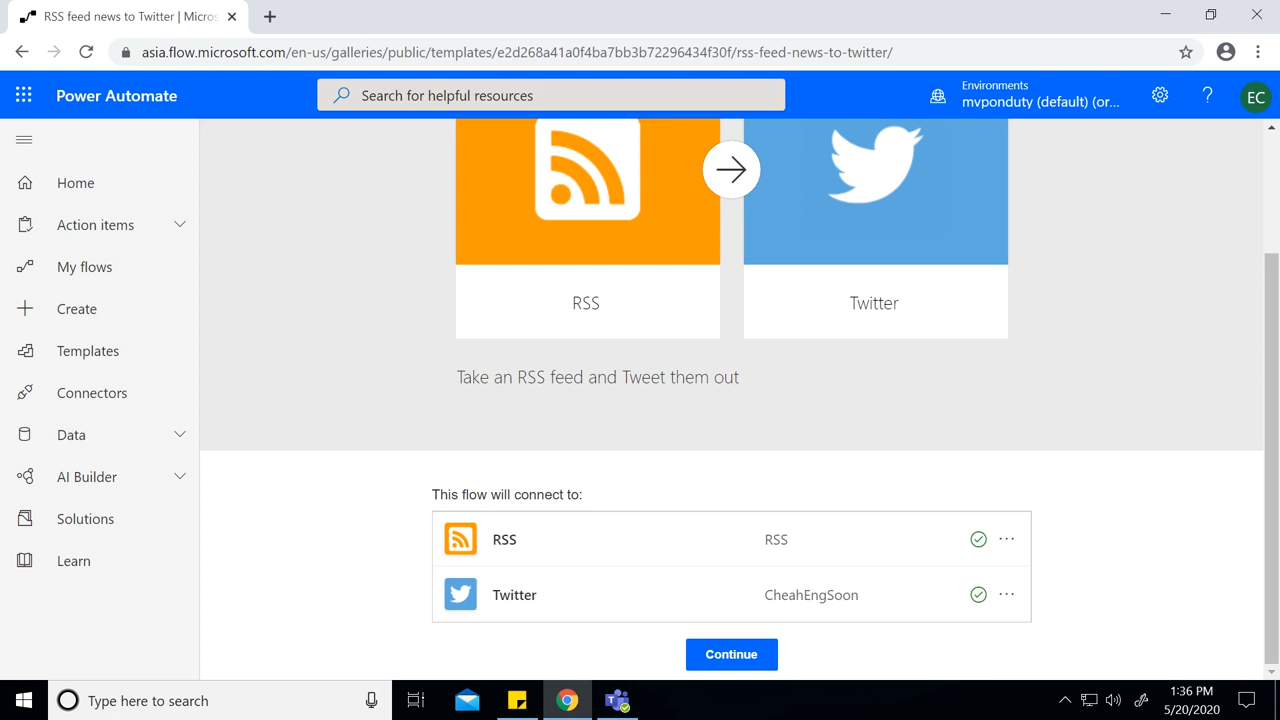 RSS feed news to Twitter | Micros
asia.flow.microsoft.com/en-us/galleries/public/templates/e2d268a41a0f4ba7bb3b72296434f30f/rss-feed-news-to-twitter/
Power Automate
Search for helpful resources
Environments
mvponduty (default) (or...
EC
Home
Action items
My flows
Create
Templates
Connectors
Data
AI Builder
Solutions
Learn
RSS
Twitter
Take an RSS feed and Tweet them out
This flow will connect to:
RSS RSS
Twitter CheahEngSoon
Continue
Type here to search
1:36 PM
5/20/2020